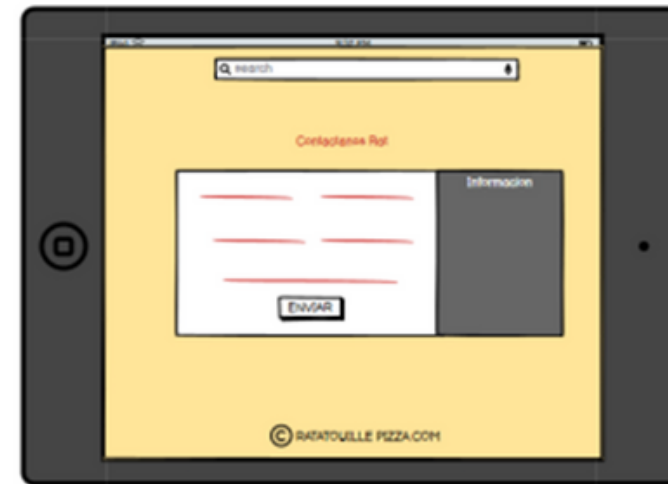 search
Contactanos Rat
Informacion
ENVIAR
© RATATOUILLE PIZZA.COM